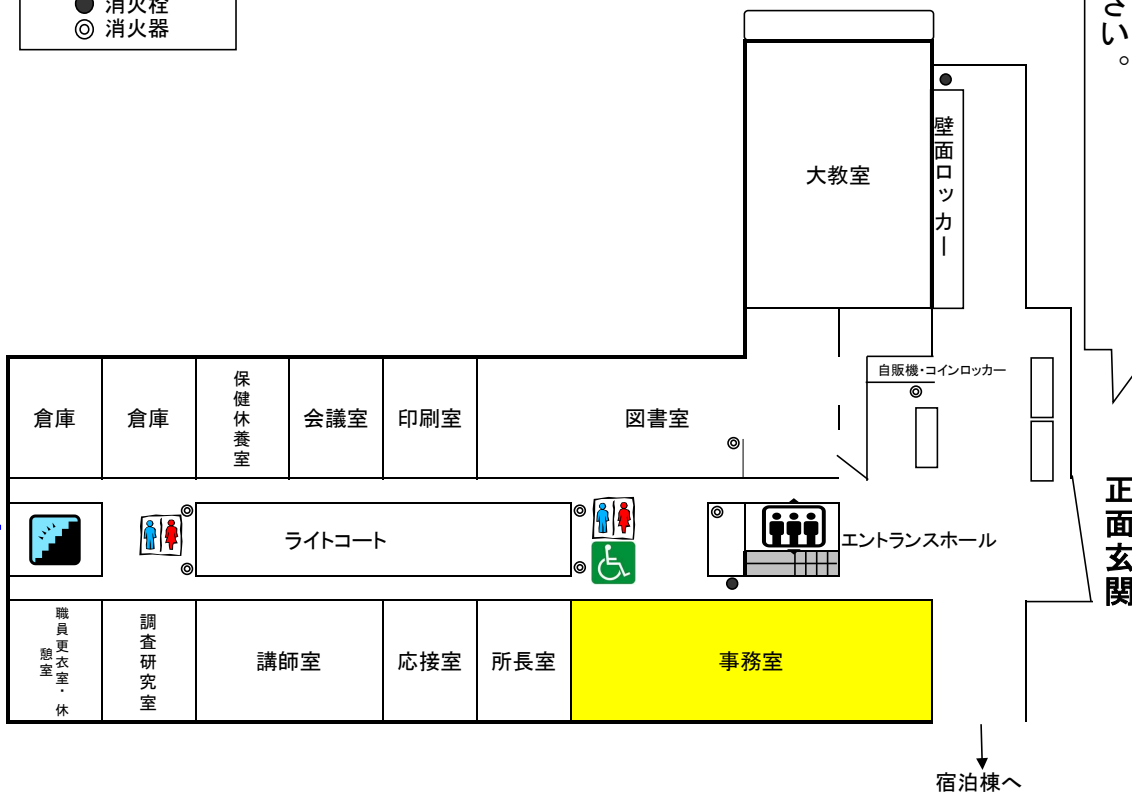 消火栓
消火器
さい。
大教室
壁面ロッカー
自販機・コインロッカー
倉庫
倉庫
保健休養室
会議室
印刷室
図書室
ライトコート
エントランスホール
正面玄関
職員更衣室・休
憩室
調査研究室
講師室
応接室
所長室
事務室
宿泊棟へ